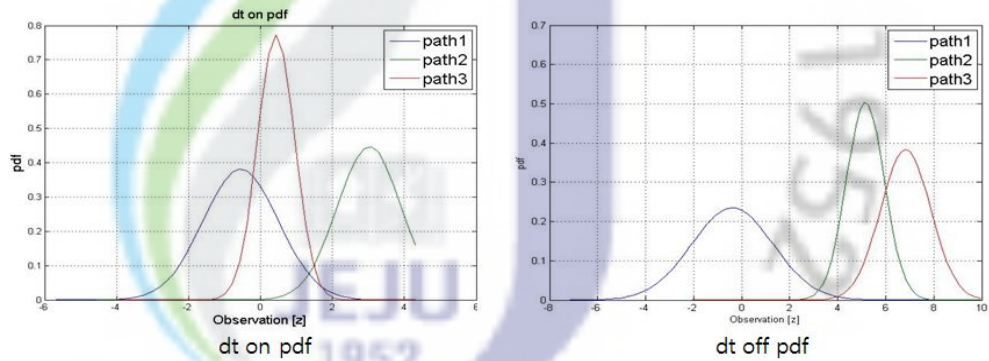 dt on pdf
0.8
0.7
0.6
0.5
0.4
0.3
0.2
0.1
0
pdf
path1
path2
path3
-6 -4 -2 0 2 4 6
Observation [z]
dt on pdf
0.7
0.6
0.5
0.4
0.3
0.2
0.1
0
pdf
path1
path2
path3
-8 -6 -4 -2 0 2 4 6 8 10
Observation [z]
dt off pdf
JEJU
1952
1952